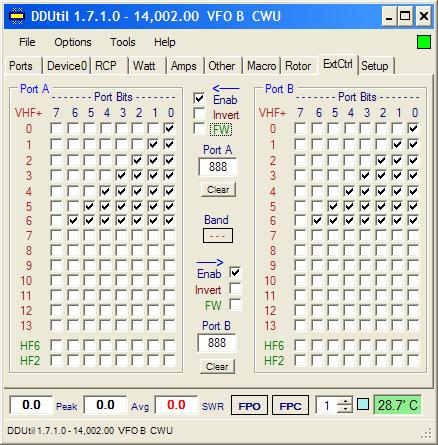 DDUtil 1.7.1.0 - 14,002.00 VFO B CWU
File Options Tools Help
Ports Device0 RCP Watt Amps Other Macro Rotor ExtCtrl Setup
Port A
------- Port Bits -------
VHF+ 7 6 5 4 3 2 1 0
0
1
2
3
4
5
6
7
8
9
10
11
12
13
HF6
HF2
<----
Enab
Invert
FW
Port A
888
Clear
Band
---
---->
Enab
Invert
FW
Port B
888
Clear
Port B
------- Port Bits -------
VHF+ 7 6 5 4 3 2 1 0
0
1
2
3
4
5
6
7
8
9
10
11
12
13
HF6
HF2
0.0 Peak 0.0 Avg 0.0 SWR FPO FPC 1 28.7° C
DDUtil 1.7.1.0 - 14,002.00 VFO B CWU